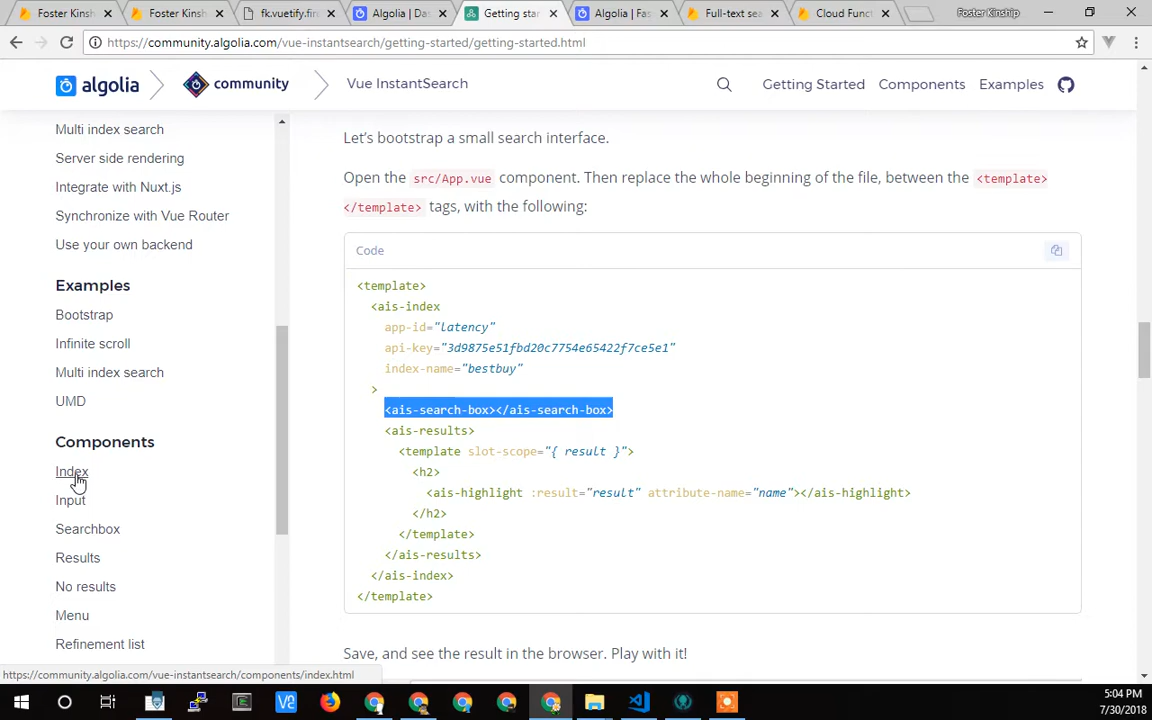 Foster Kinsh
Foster Kinsh
fk.vuetify.fir
Algolia | Da
Getting star
Algolia | Fas
Full-text sea
Cloud Funct
Foster Kinship
https://community.algolia.com/vue-instantsearch/getting-started/getting-started.html
algolia
community
Vue InstantSearch
Getting Started
Components
Examples
Multi index search
Server side rendering
Integrate with Nuxt.js
Synchronize with Vue Router
Use your own backend
Examples
Bootstrap
Infinite scroll
Multi index search
UMD
Components
Index
Input
Searchbox
Results
No results
Menu
Refinement list
Let's bootstrap a small search interface.
Open the src/App.vue component. Then replace the whole beginning of the file, between the <template>
</template> tags, with the following:
Code
<template>
<ais-index
app-id="latency"
api-key="3d9875e51fbd20c7754e65422f7ce5e1"
index-name="bestbuy"
>
<ais-search-box></ais-search-box>
<ais-results>
<template slot-scope="{ result }">
<h2>
<ais-highlight :result="result" attribute-name="name"></ais-highlight>
</h2>
</template>
</ais-results>
</ais-index>
</template>
Save, and see the result in the browser. Play with it!
https://community.algolia.com/vue-instantsearch/components/index.html
5:04 PM
7/30/2018